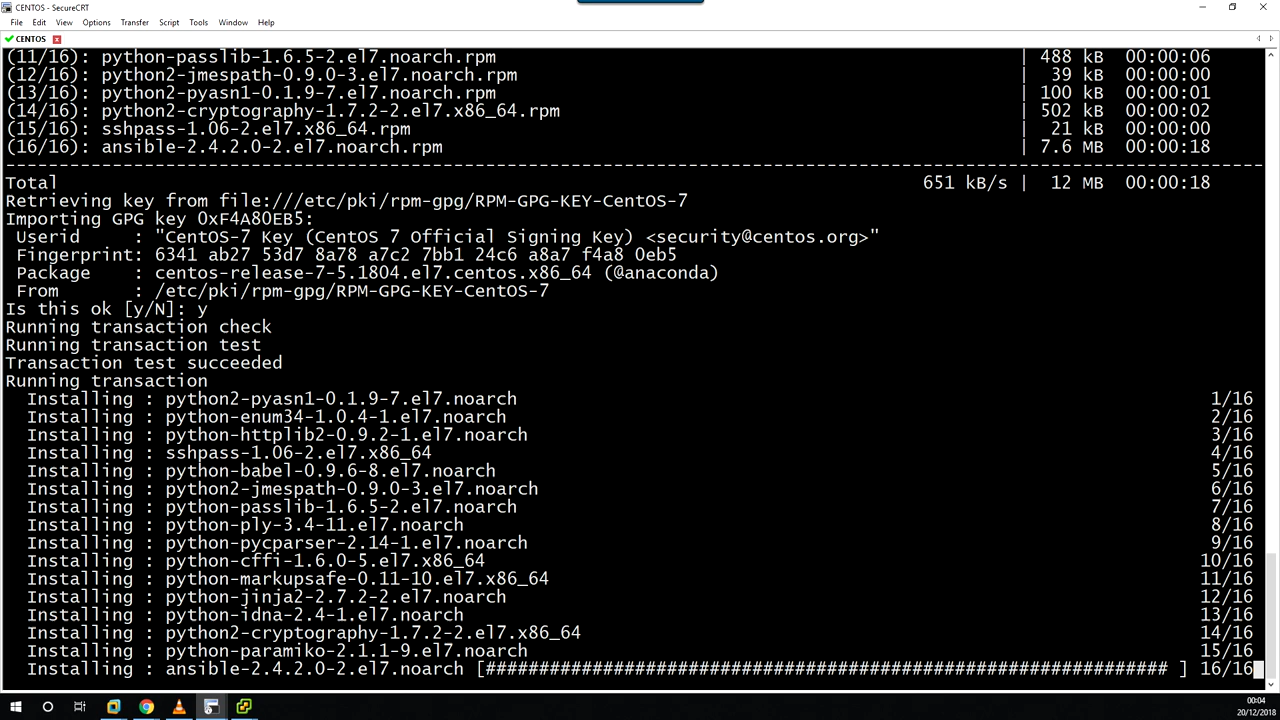 CENTOS - SecureCRT
File Edit View Options Transfer Script Tools Window Help
CENTOS
(11/16): python-passlib-1.6.5-2.el7.noarch.rpm | 488 kB 00:00:06
(12/16): python2-jmespath-0.9.0-3.el7.noarch.rpm | 39 kB 00:00:00
(13/16): python2-pyasn1-0.1.9-7.el7.noarch.rpm | 100 kB 00:00:01
(14/16): python2-cryptography-1.7.2-2.el7.x86_64.rpm | 502 kB 00:00:02
(15/16): sshpass-1.06-2.el7.x86_64.rpm | 21 kB 00:00:00
(16/16): ansible-2.4.2.0-2.el7.noarch.rpm | 7.6 MB 00:00:18
--------------------------------------------------------------------------------
Total 651 kB/s | 12 MB 00:00:18
Retrieving key from file:///etc/pki/rpm-gpg/RPM-GPG-KEY-CentOS-7
Importing GPG key 0xF4A80EB5:
Userid : "CentOS-7 Key (CentOS 7 Official Signing Key) <security@centos.org>"
Fingerprint: 6341 ab27 53d7 8a78 a7c2 7bb1 24c6 a8a7 f4a8 0eb5
Package : centos-release-7-5.1804.el7.centos.x86_64 (@anaconda)
From : /etc/pki/rpm-gpg/RPM-GPG-KEY-CentOS-7
Is this ok [y/N]: y
Running transaction check
Running transaction test
Transaction test succeeded
Running transaction
Installing : python2-pyasn1-0.1.9-7.el7.noarch 1/16
Installing : python-enum34-1.0.4-1.el7.noarch 2/16
Installing : python-httplib2-0.9.2-1.el7.noarch 3/16
Installing : sshpass-1.06-2.el7.x86_64 4/16
Installing : python-babel-0.9.6-8.el7.noarch 5/16
Installing : python2-jmespath-0.9.0-3.el7.noarch 6/16
Installing : python-passlib-1.6.5-2.el7.noarch 7/16
Installing : python-ply-3.4-11.el7.noarch 8/16
Installing : python-pycparser-2.14-1.el7.noarch 9/16
Installing : python-cffi-1.6.0-5.el7.x86_64 10/16
Installing : python-markupsafe-0.11-10.el7.x86_64 11/16
Installing : python-jinja2-2.7.2-2.el7.noarch 12/16
Installing : python-idna-2.4-1.el7.noarch 13/16
Installing : python2-cryptography-1.7.2-2.el7.x86_64 14/16
Installing : python-paramiko-2.1.1-9.el7.noarch 15/16
Installing : ansible-2.4.2.0-2.el7.noarch [################################################################ ] 16/16
00:04
20/12/2018